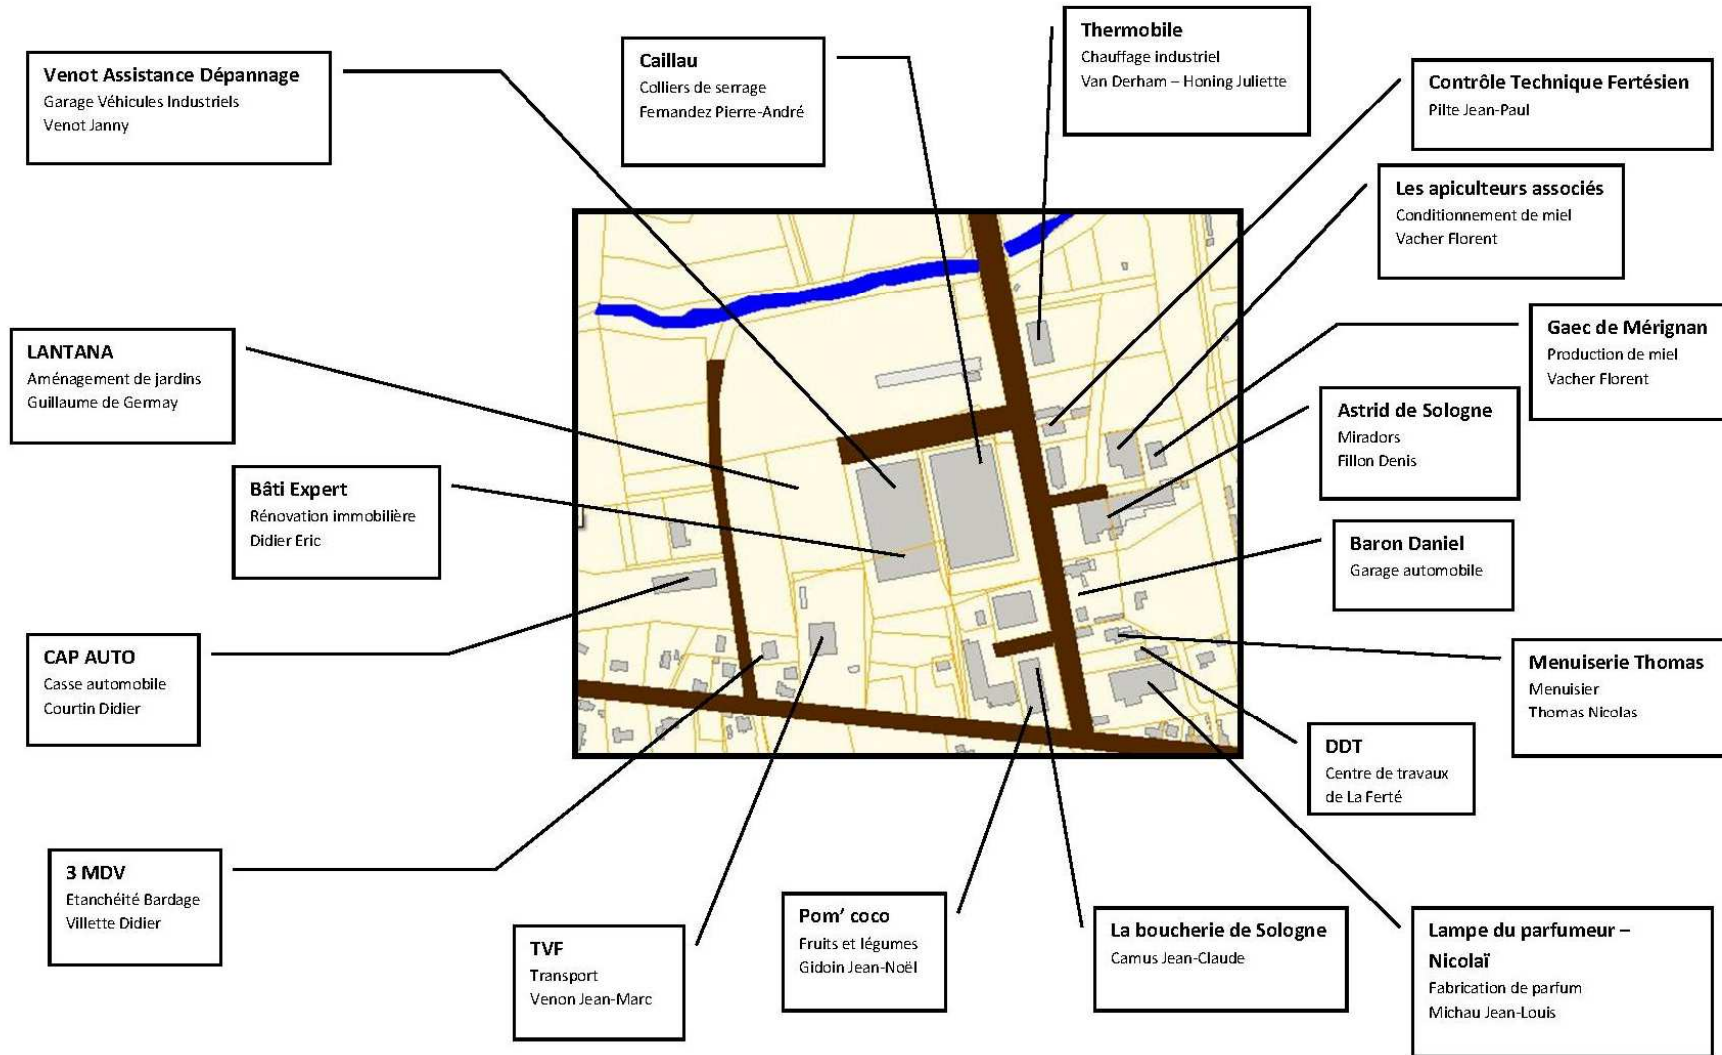 Thermobile
Chauffage industriel
Van Derham – Honing Juliette
Caillau
Colliers de serrage
Fernandez Pierre-André
Venot Assistance Dépannage
Garage Véhicules Industriels
Venot Janny
Contrôle Technique Fertésien
Pilte Jean-Paul
Les apiculteurs associés
Conditionnement de miel
Vacher Florent
Gaec de Mérignan
Production de miel
Vacher Florent
LANTANA
Aménagement de jardins
Guillaume de Germay
Astrid de Sologne
Miradors
Fillon Denis
Bâti Expert
Rénovation immobilière
Didier Eric
Baron Daniel
Garage automobile
CAP AUTO
Casse automobile
Courtin Didier
Menuiserie Thomas
Menuisier
Thomas Nicolas
DDT
Centre de travaux
de La Ferté
3 MDV
Etanchéité Bardage
Villette Didier
TVF
Transport
Venon Jean-Marc
Pom’ coco
Fruits et légumes
Gidoin Jean-Noël
La boucherie de Sologne
Camus Jean-Claude
Lampe du parfumeur –
Nicolaï
Fabrication de parfum
Michau Jean-Louis